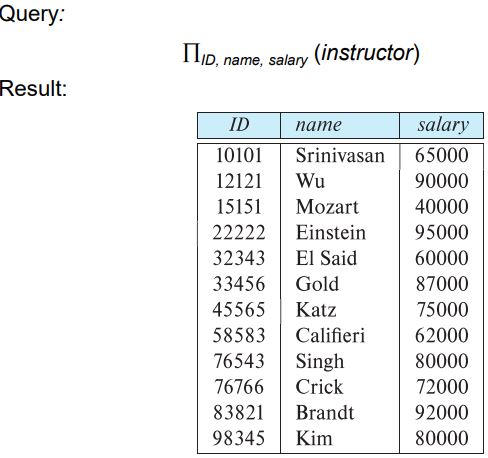 Query:
∏ID, name, salary (instructor)
Result:
ID name salary
10101 Srinivasan 65000
12121 Wu 90000
15151 Mozart 40000
22222 Einstein 95000
32343 El Said 60000
33456 Gold 87000
45565 Katz 75000
58583 Califieri 62000
76543 Singh 80000
76766 Crick 72000
83821 Brandt 92000
98345 Kim 80000